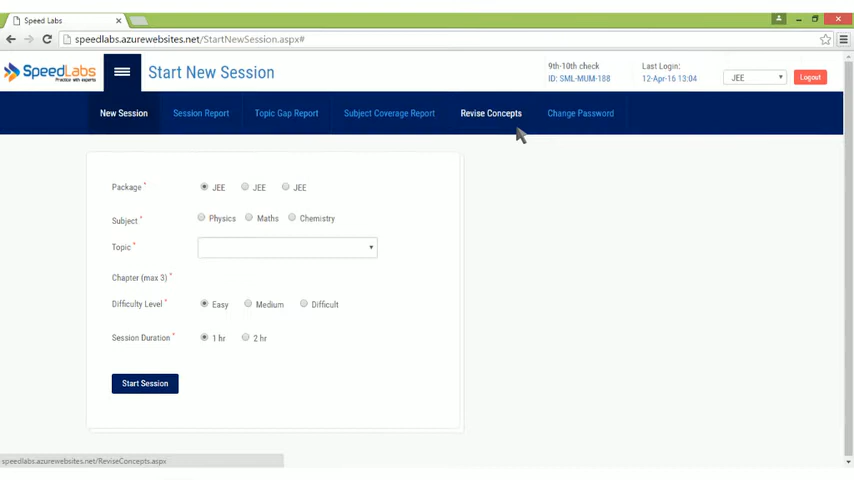 Speed Labs
speedlabs.azurewebsites.net/StartNewSession.aspx#
SpeedLabs
Practice with experts
Start New Session
9th-10th check
ID: SML-MUM-188
Last Login:
12-Apr-16 13:04
JEE
Logout
New Session Session Report Topic Gap Report Subject Coverage Report Revise Concepts Change Password
Package * JEE JEE JEE
Subject * Physics Maths Chemistry
Topic *
Chapter (max 3) *
Difficulty Level * Easy Medium Difficult
Session Duration * 1 hr 2 hr
Start Session
speedlabs.azurewebsites.net/ReviseConcepts.aspx